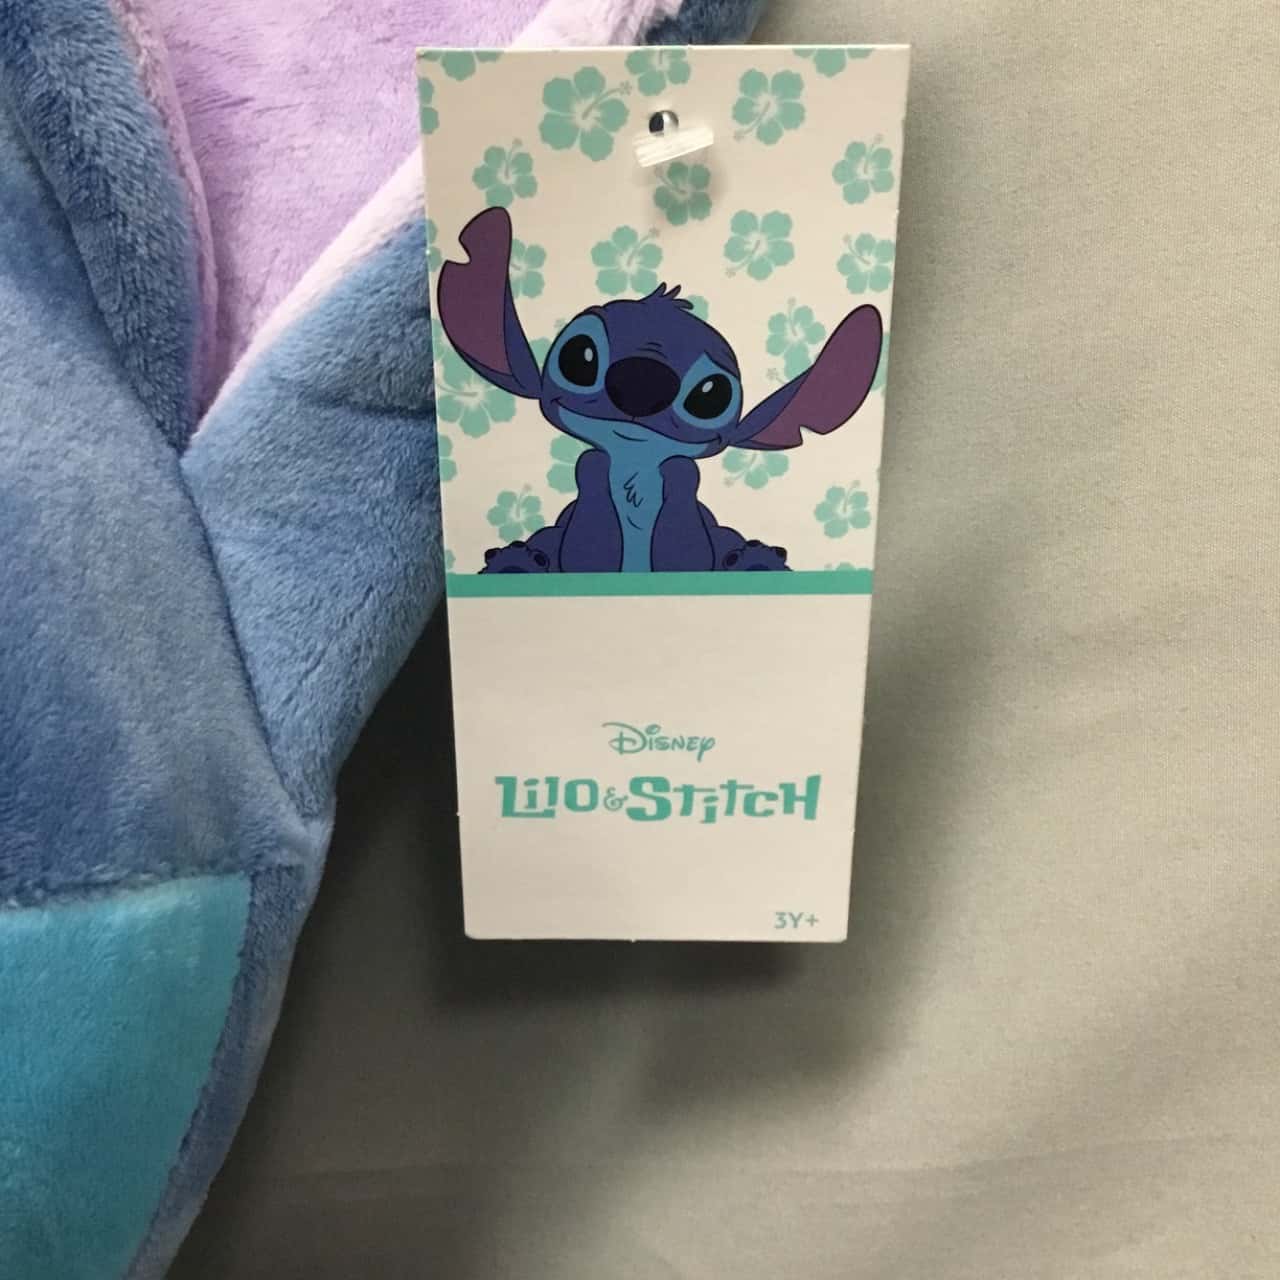 Disney
Lilo & Stitch
3Y+